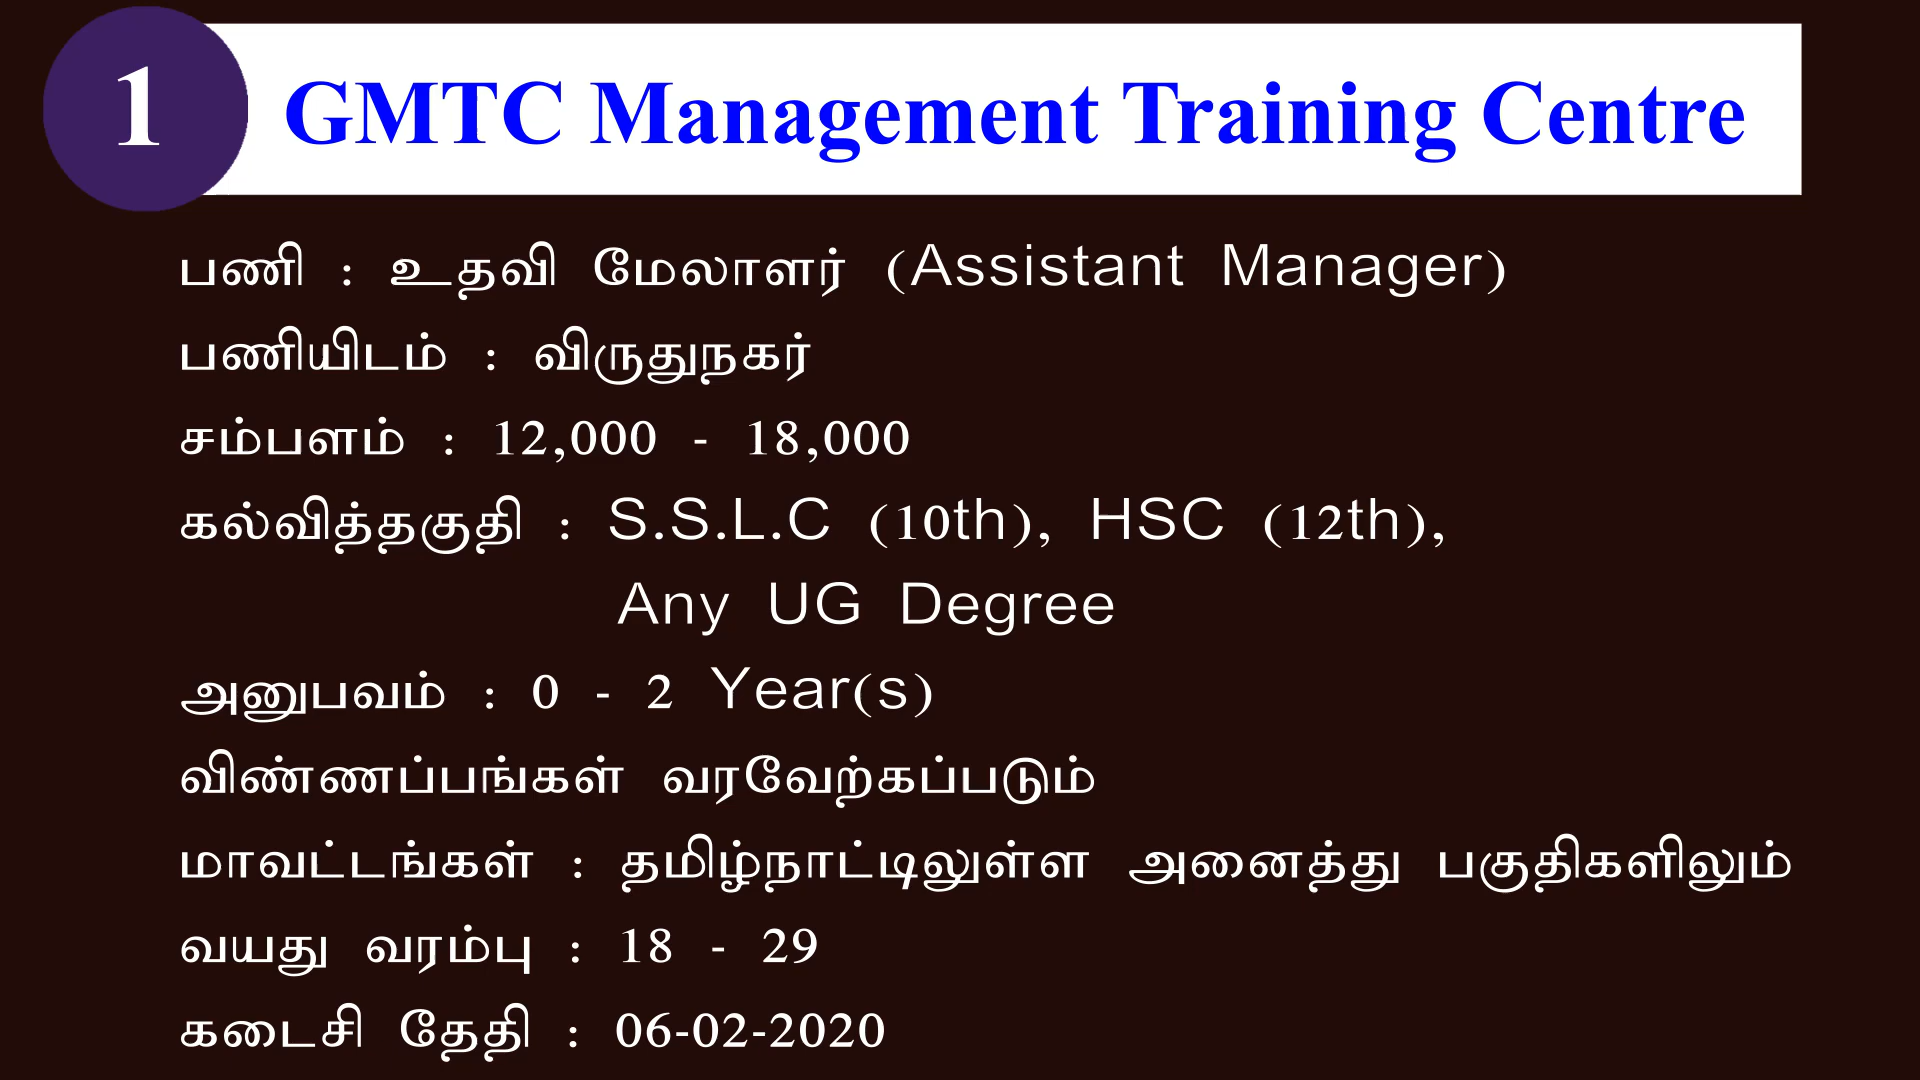 1
GMTC Management Training Centre
பணி : உதவி மேலாளர் (Assistant Manager)
பணியிடம் : விருதுநகர்
சம்பளம் : 12,000 - 18,000
கல்வித்தகுதி : S.S.L.C (10th), HSC (12th),
Any UG Degree
அனுபவம் : 0 - 2 Year(s)
விண்ணப்பங்கள் வரவேற்கப்படும்
மாவட்டங்கள் : தமிழ்நாட்டிலுள்ள அனைத்து பகுதிகளிலும்
வயது வரம்பு : 18 - 29
கடைசி தேதி : 06-02-2020